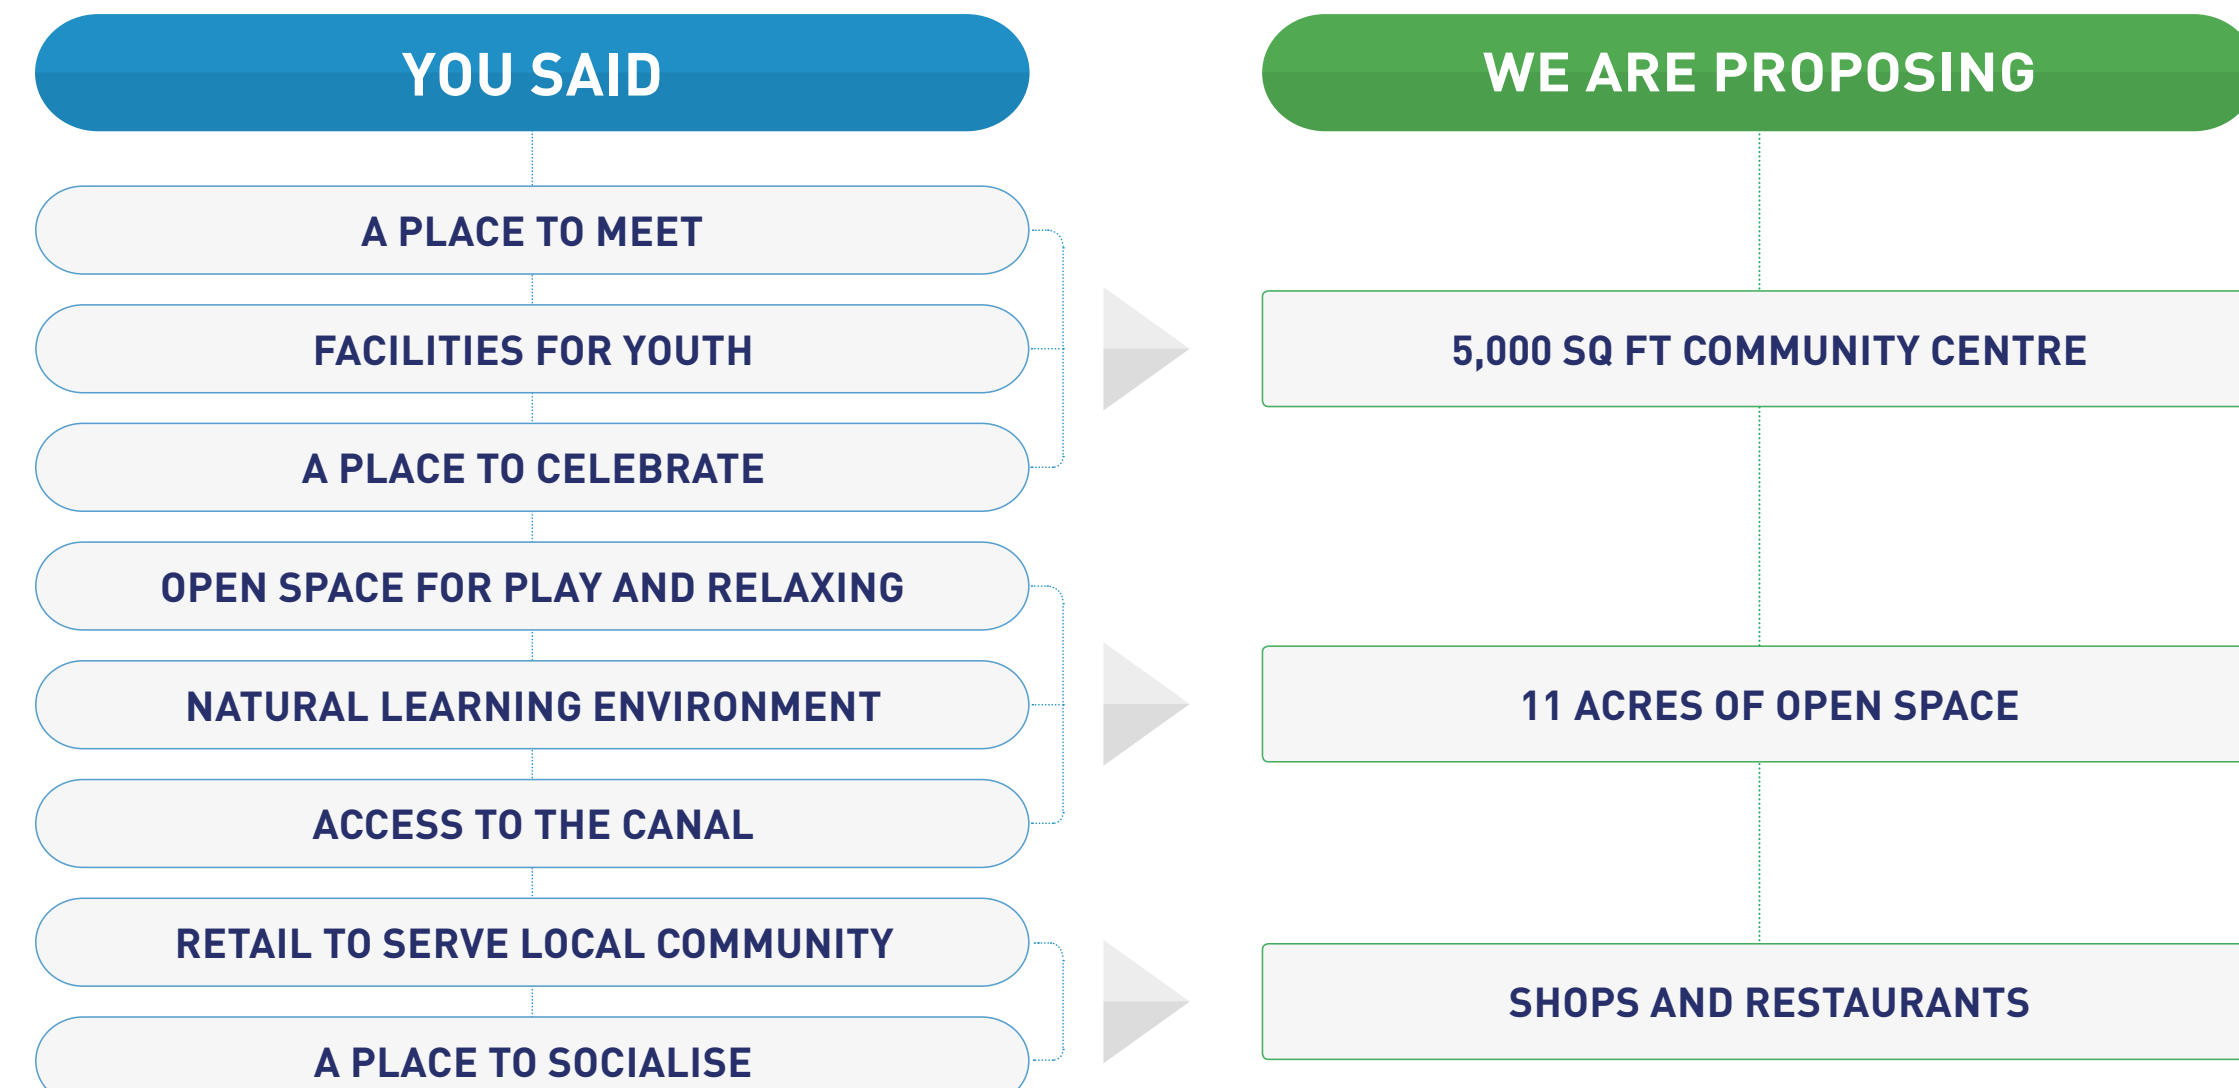 YOU SAID
WE ARE PROPOSING
A PLACE TO MEET
FACILITIES FOR YOUTH
A PLACE TO CELEBRATE
5,000 SQ FT COMMUNITY CENTRE
OPEN SPACE FOR PLAY AND RELAXING
NATURAL LEARNING ENVIRONMENT
ACCESS TO THE CANAL
11 ACRES OF OPEN SPACE
RETAIL TO SERVE LOCAL COMMUNITY
A PLACE TO SOCIALISE
SHOPS AND RESTAURANTS